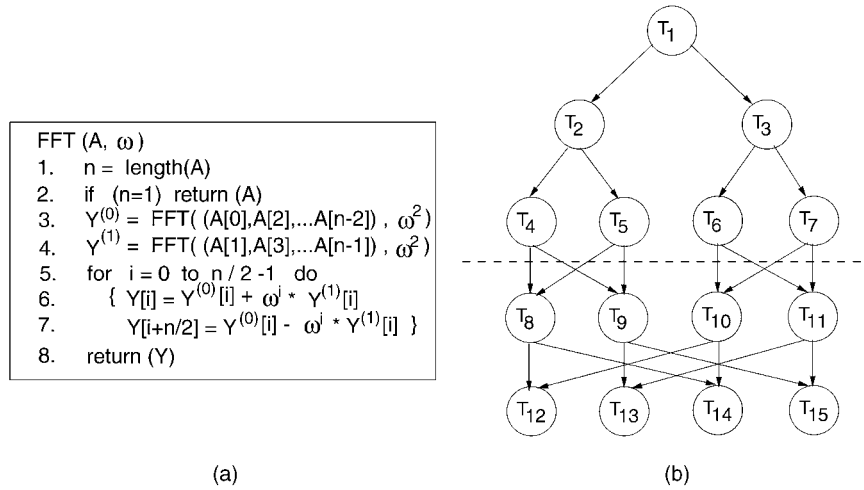 FFT (A, ω)
1. n = length(A)
2. if (n=1) return (A)
3. Y⁽⁰⁾ = FFT( (A[0],A[2],...A[n-2]) , ω²)
4. Y⁽¹⁾ = FFT( (A[1],A[3],...A[n-1]) , ω²)
5. for i = 0 to n / 2 -1 do
6. { Y[i] = Y⁽⁰⁾[i] + ωⁱ * Y⁽¹⁾[i]
7. Y[i+n/2] = Y⁽⁰⁾[i] - ωⁱ * Y⁽¹⁾[i] }
8. return (Y)
(a)
T₁
T₂ T₃
T₄ T₅ T₆ T₇
T₈ T₉ T₁₀ T₁₁
T₁₂ T₁₃ T₁₄ T₁₅
(b)